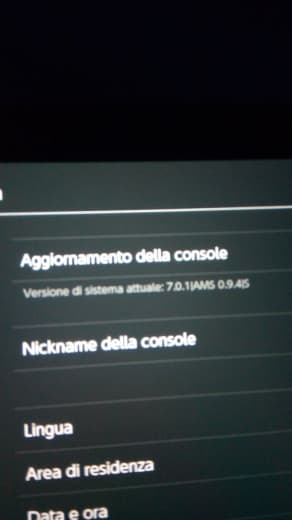 Aggiornamento della console
Versione di sistema attuale: 7.0.1|AMS 0.9.4|S
Nickname della console
Lingua
Area di residenza
Data e ora